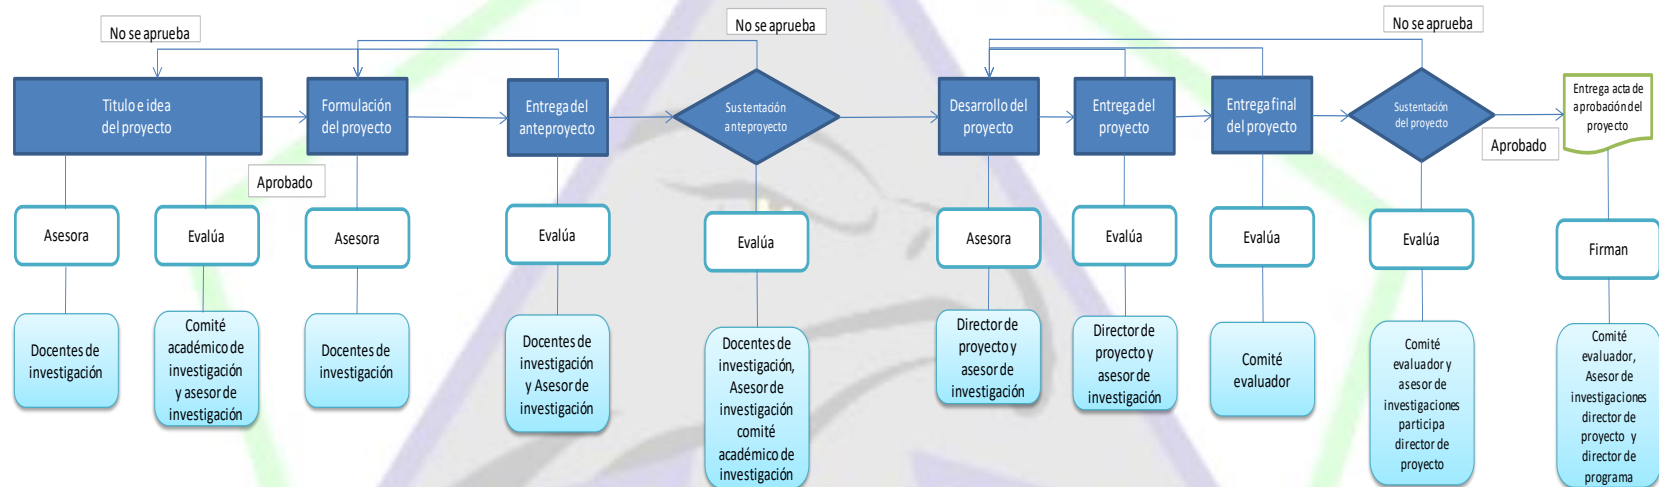 No se aprueba
No se aprueba
No se aprueba
Titulo e idea
del proyecto
Formulación
del proyecto
Entrega del
anteproyecto
Sustentación
anteproyecto
Desarrollo del
proyecto
Entrega del
proyecto
Entrega final
del proyecto
Sustentación
del proyecto
Entrega acta de
aprobación del
proyecto
Aprobado
Aprobado
Asesora
Evalúa
Asesora
Evalúa
Evalúa
Asesora
Evalúa
Evalúa
Evalúa
Firman
Docentes de
investigación
Comité
académico de
investigación
y asesor de
investigación
Docentes de
investigación
Docentes de
investigación
y Asesor de
investigación
Docentes de
investigación,
Asesor de
investigación
comité
académico de
investigación
Director de
proyecto y
asesor de
investigación
Director de
proyecto y
asesor de
investigación
Comité
evaluador
Comité
evaluador y
asesor de
investigaciones
participa
director de
proyecto
Comité
evaluador,
Asesor de
investigaciones
director de
proyecto y
director de
programa